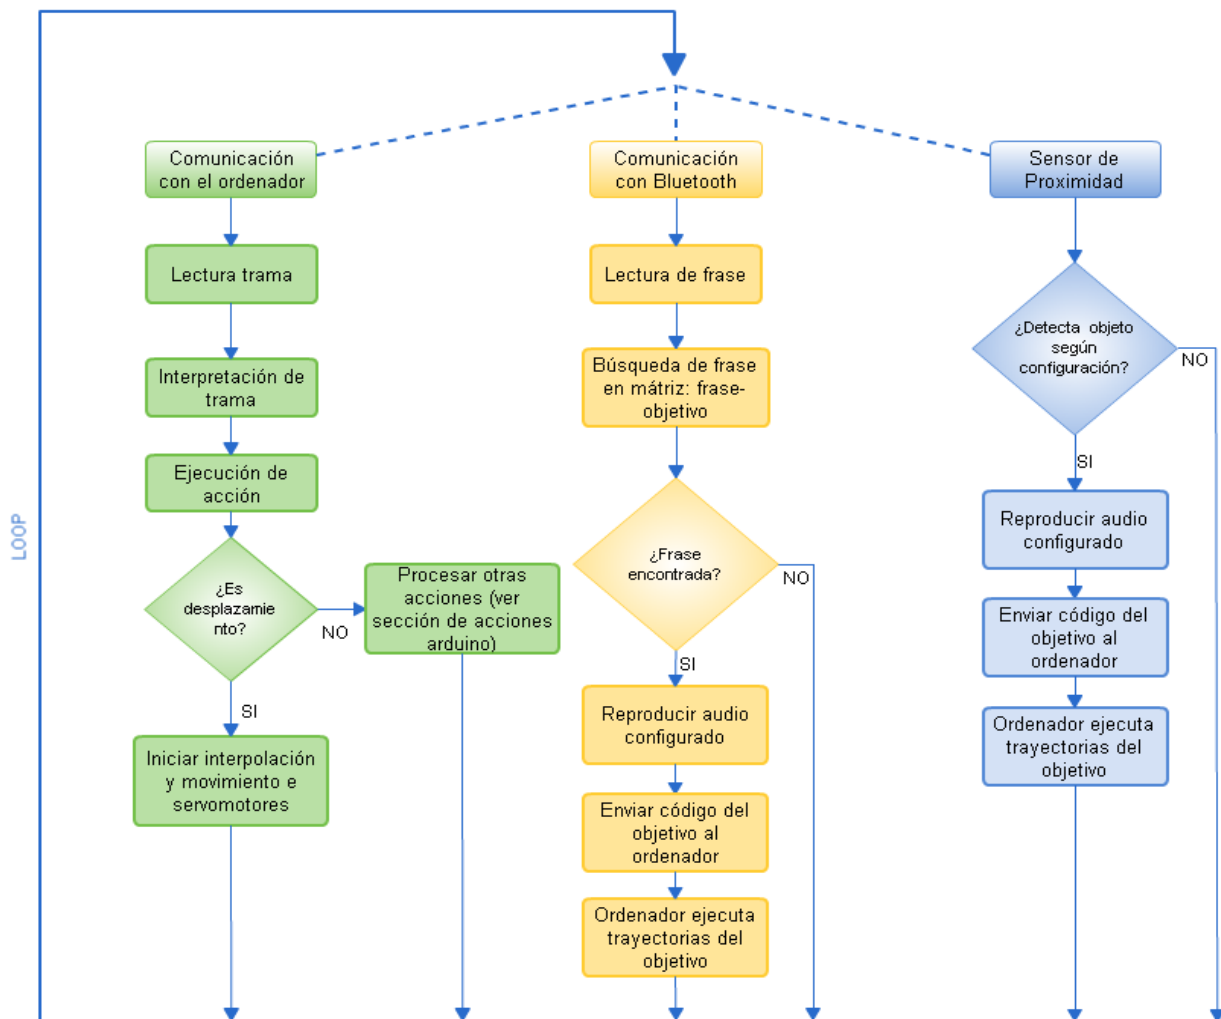 Comunicación
con el ordenador
Lectura trama
Interpretación de
trama
Ejecución de
acción
¿Es
desplazamie
nto?
NO
Procesar otras
acciones (ver
sección de acciones
arduino)
SI
Iniciar interpolación
y movimiento e
servomotores
Comunicación
con Bluetooth
Lectura de frase
Búsqueda de frase
en mátriz: frase-
objetivo
¿Frase
encontrada?
NO
SI
Reproducir audio
configurado
Enviar código del
objetivo al
ordenador
Ordenador ejecuta
trayectorias del
objetivo
Sensor de
Proximidad
¿Detecta objeto
según
configuración?
NO
SI
Reproducir audio
configurado
Enviar código del
objetivo al
ordenador
Ordenador ejecuta
trayectorias del
objetivo
LOOP